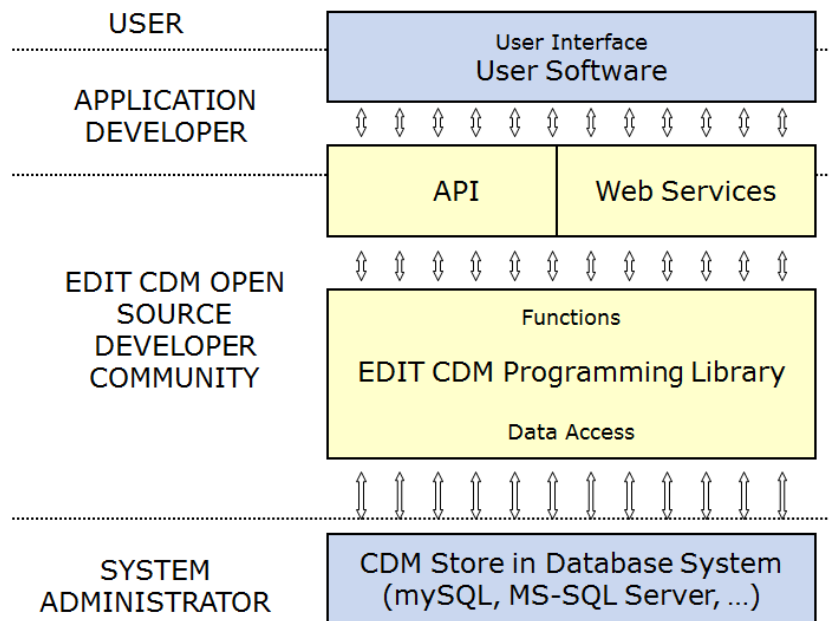 USER
User Interface
User Software
APPLICATION
DEVELOPER
API
Web Services
EDIT CDM OPEN
SOURCE
DEVELOPER
COMMUNITY
Functions
EDIT CDM Programming Library
Data Access
SYSTEM
ADMINISTRATOR
CDM Store in Database System
(mySQL, MS-SQL Server, ...)